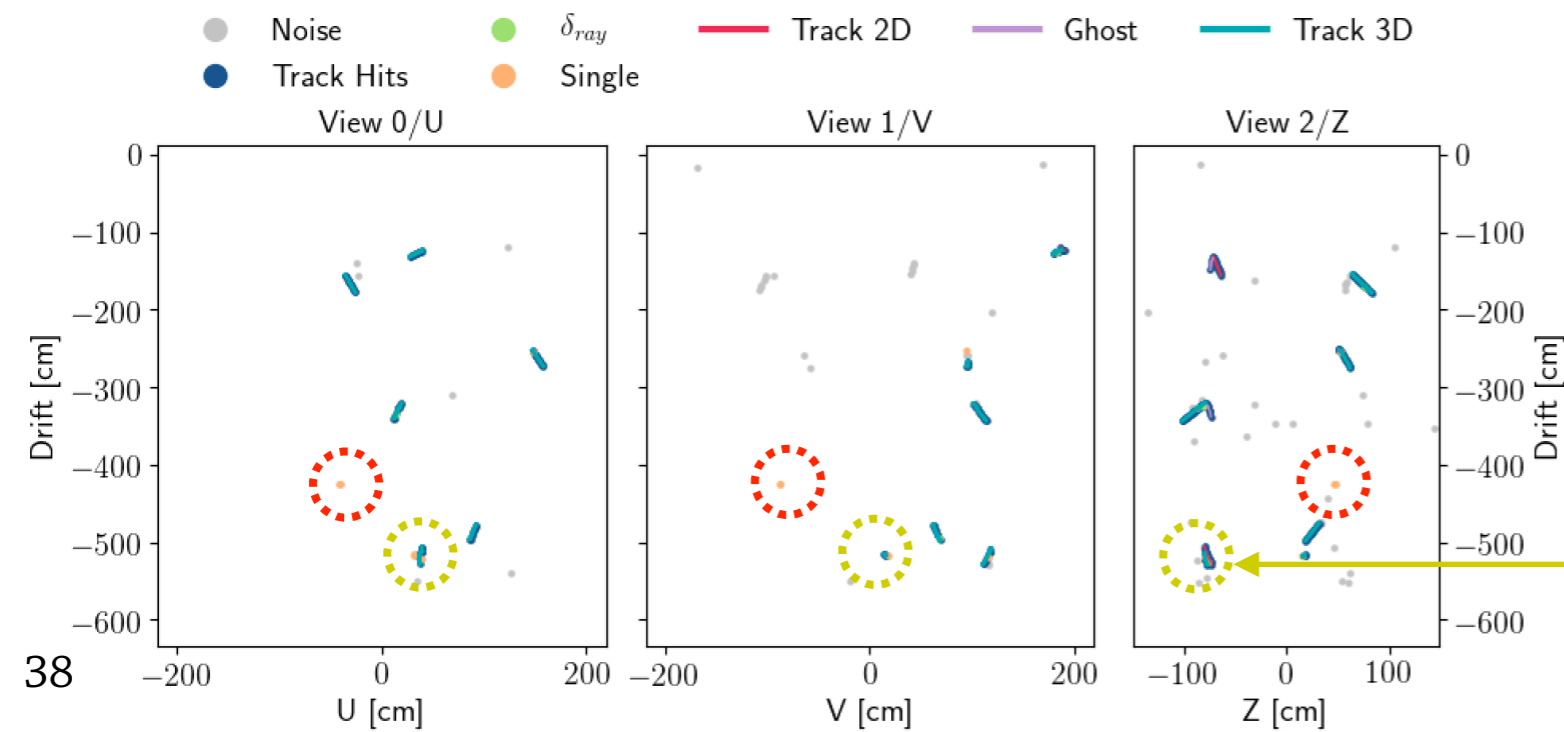 Noise δray Track 2D Ghost Track 3D
Track Hits Single
View 0/U View 1/V View 2/Z
0 0
−100 −100
−200 −200
−300 −300
−400 −400
−500 −500
−600 −600
Drift [cm] Drift [cm]
−200 0 200 −200 0 200 −100 0 100
U [cm] V [cm] Z [cm]
38